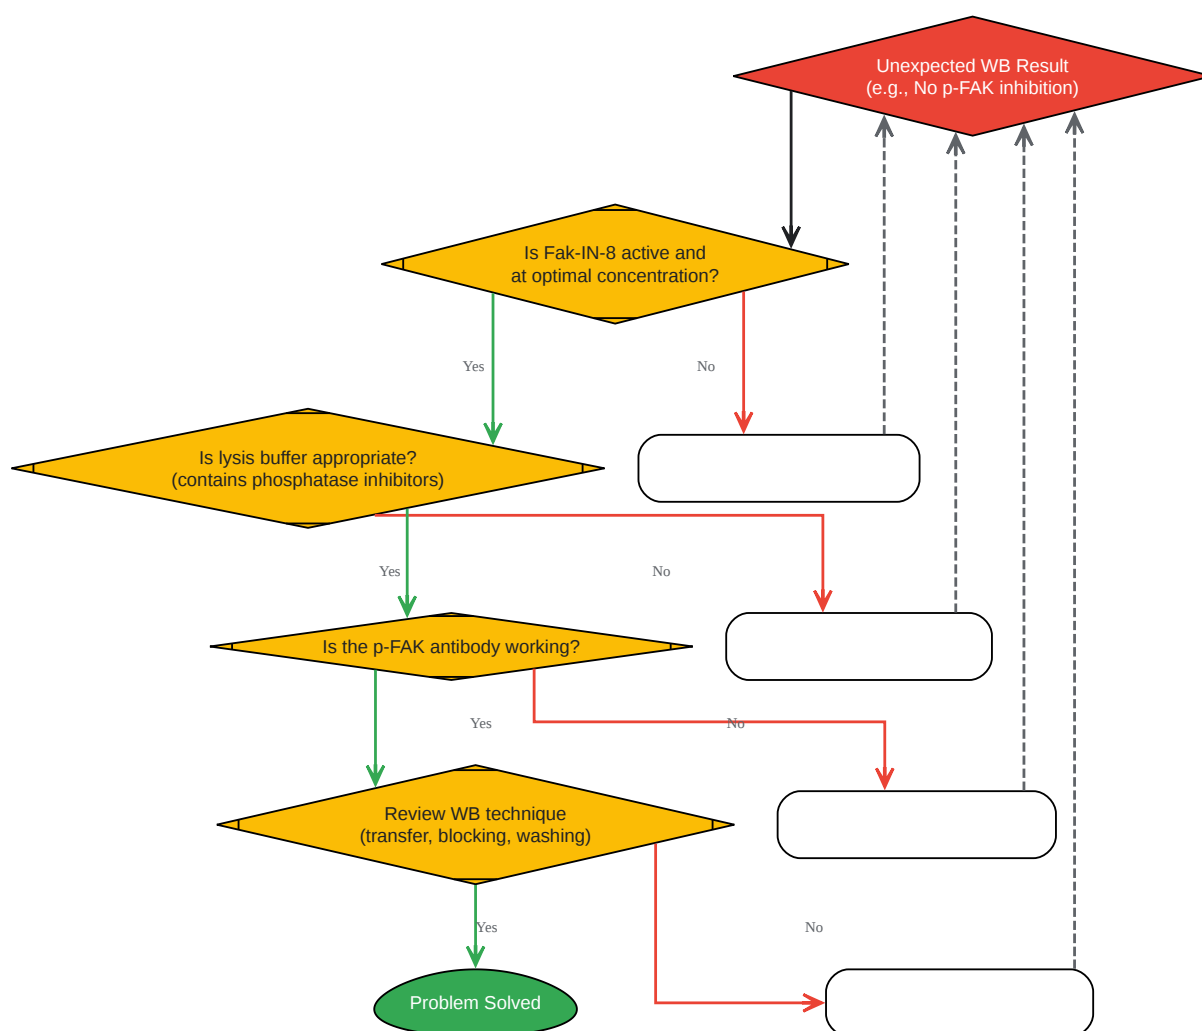 Unexpected WB Result
(e.g., No p-FAK inhibition)
Is Fak-IN-8 active and
at optimal concentration?
Yes
No
Is lysis buffer appropriate?
(contains phosphatase inhibitors)
Yes
No
Is the p-FAK antibody working?
Yes
No
Review WB technique
(transfer, blocking, washing)
Yes
No
Problem Solved